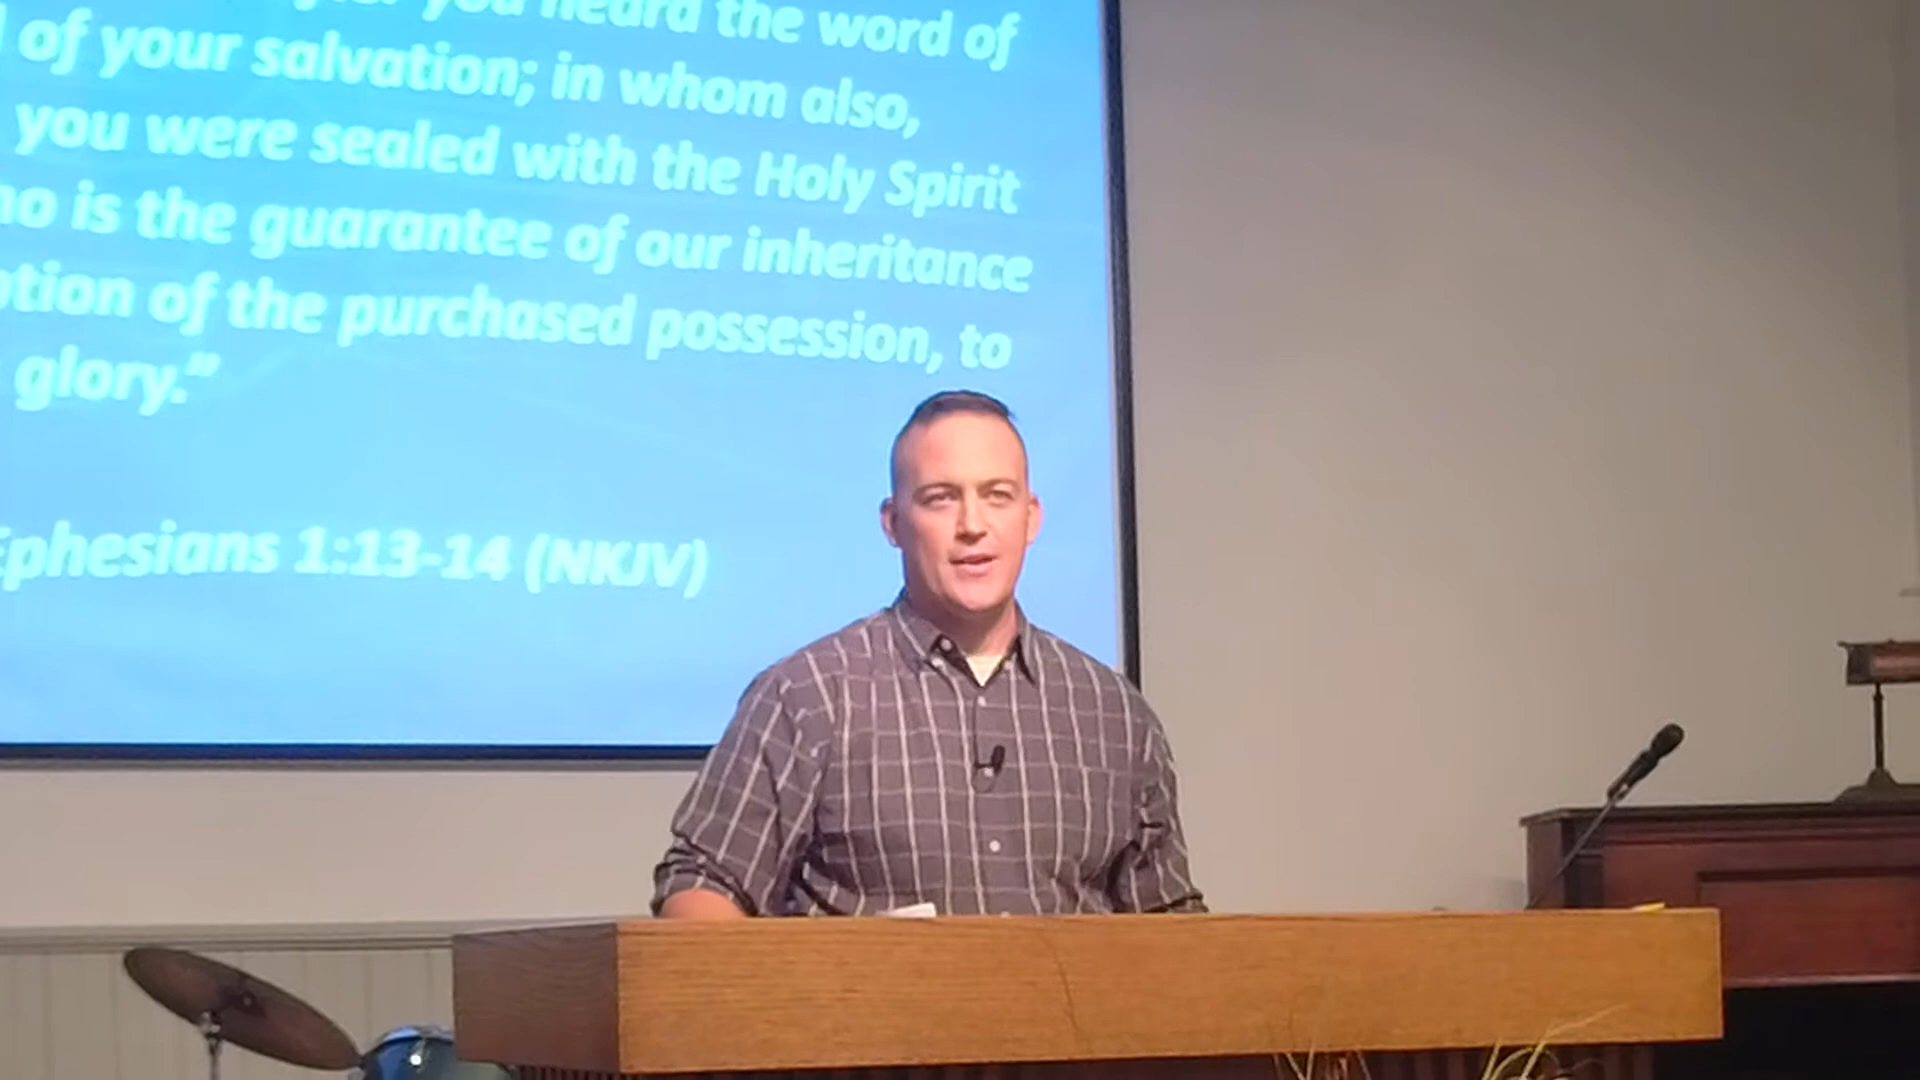 you heard the word of
of your salvation; in whom also,
you were sealed with the Holy Spirit
is the guarantee of our inheritance
of the purchased possession, to
glory.”
Ephesians 1:13-14 (NKJV)